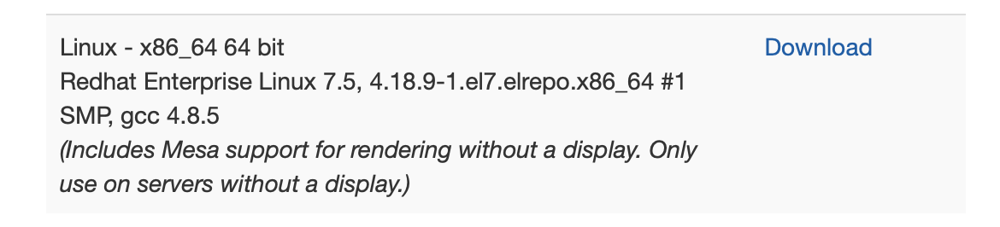 Linux - x86_64 64 bit Download
Redhat Enterprise Linux 7.5, 4.18.9-1.el7.elrepo.x86_64 #1
SMP, gcc 4.8.5
(Includes Mesa support for rendering without a display. Only
use on servers without a display.)